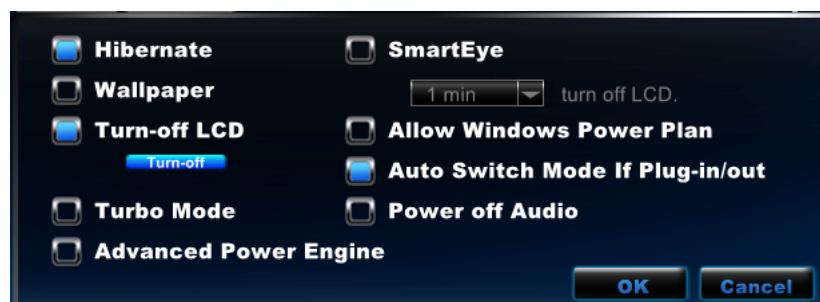 Hibernate
SmartEye
Wallpaper
1 min turn off LCD.
Turn-off LCD
Allow Windows Power Plan
Turn-off
Auto Switch Mode If Plug-in/out
Turbo Mode
Power off Audio
Advanced Power Engine
OK
Cancel